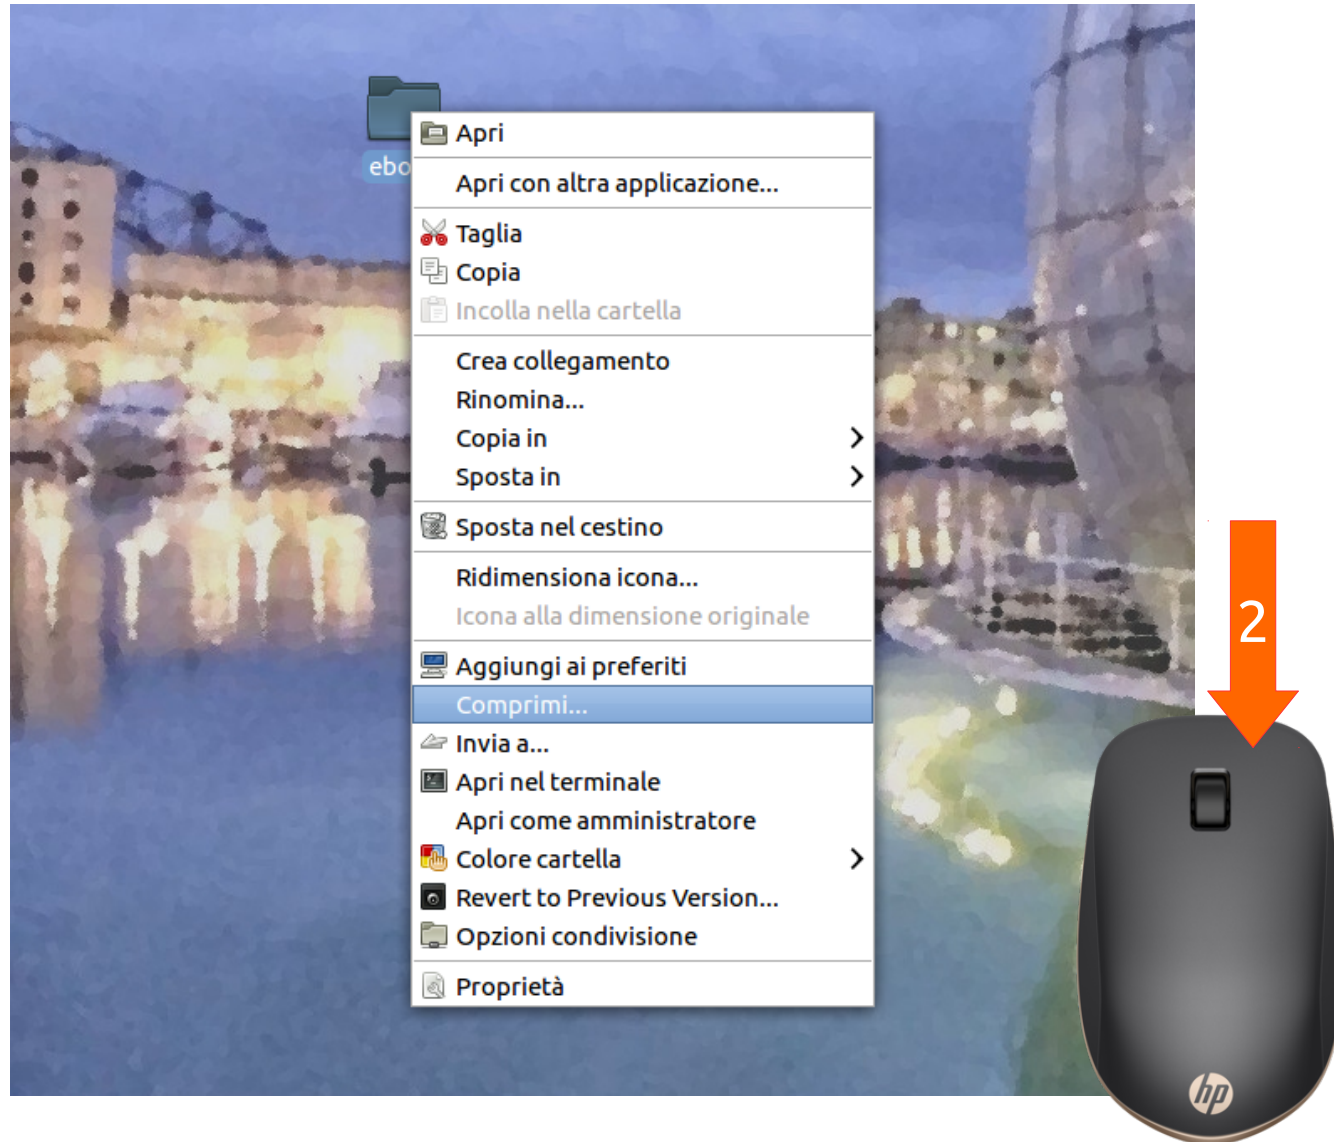 Apri
ebo
Apri con altra applicazione...
Taglia
Copia
Incolla nella cartella
Crea collegamento
Rinomina...
Copia in
Sposta in
Sposta nel cestino
Ridimensiona icona...
Icona alla dimensione originale
2
Aggiungi ai preferiti
Comprimi...
Invia a...
Apri nel terminale
Apri come amministratore
Colore cartella
Revert to Previous Version...
Opzioni condivisione
Proprietà
hp